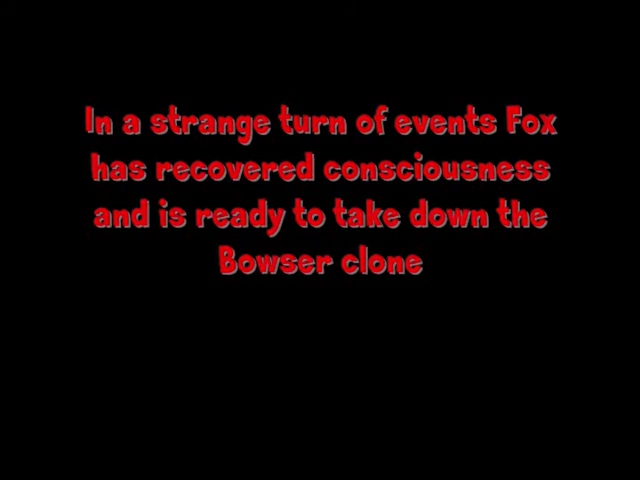 In a strange turn of events Fox
has recovered consciousness
and is ready to take down the
Bowser clone